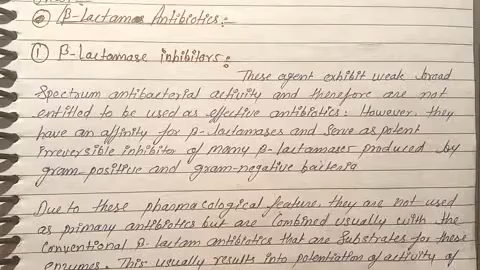 β-Lactam Antibiotics:-
① β-Lactamase inhibitors:
These agent exhibit weak broad
Spectrum antibacterial activity and therefore are not
entitled to be used as effective antibiotics: However, they
have an affinity for β-lactamases and Serve as potent
irreversible inhibitor of many β-lactamases produced by
gram-positive and gram-negative bacteria
Due to these pharmacological feature, they are not used
as primary antibiotics but are Combined usually with the
Conventional β-lactam antibiotics that are Substrates for these
enzymes. This usually results into potentiation of activity of